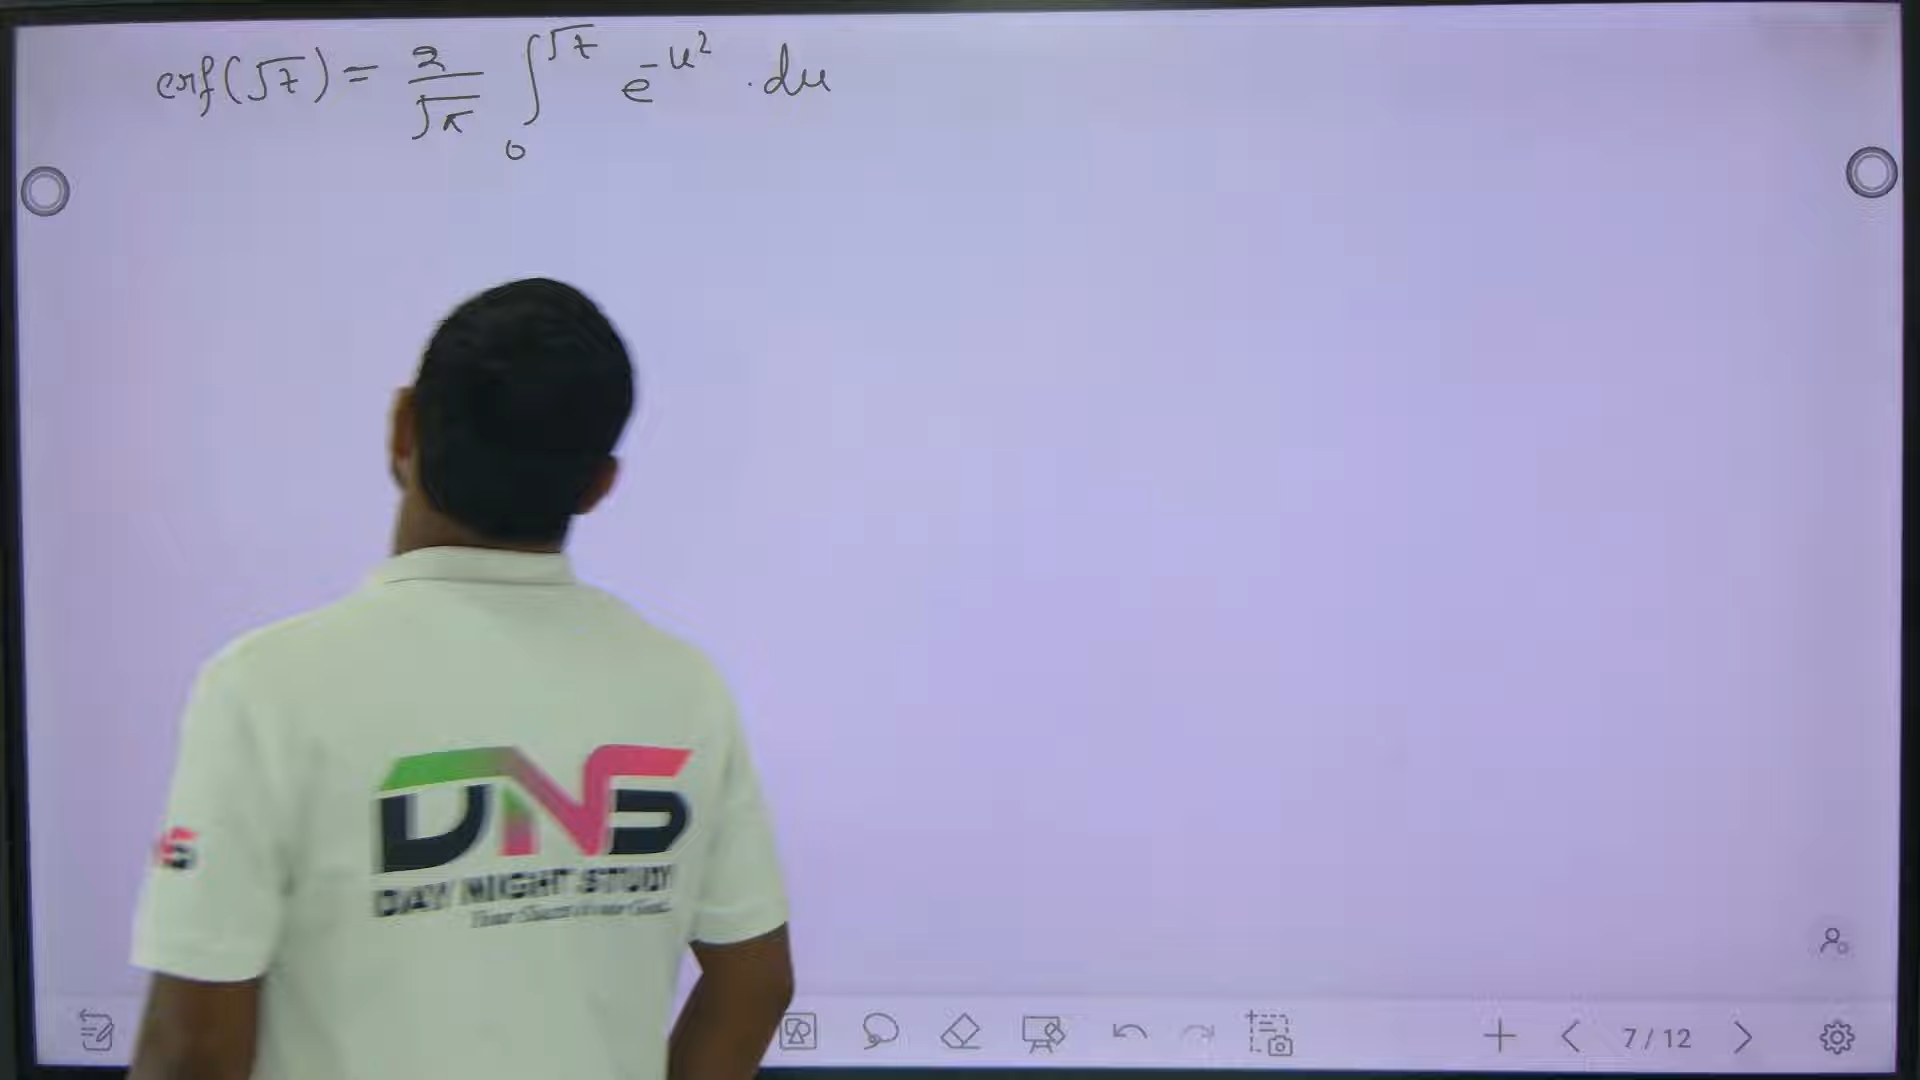 erf(√t) = 2/√π ∫₀^√t e^-u² . du
DNS
DAY NIGHT STUDY
7 / 12